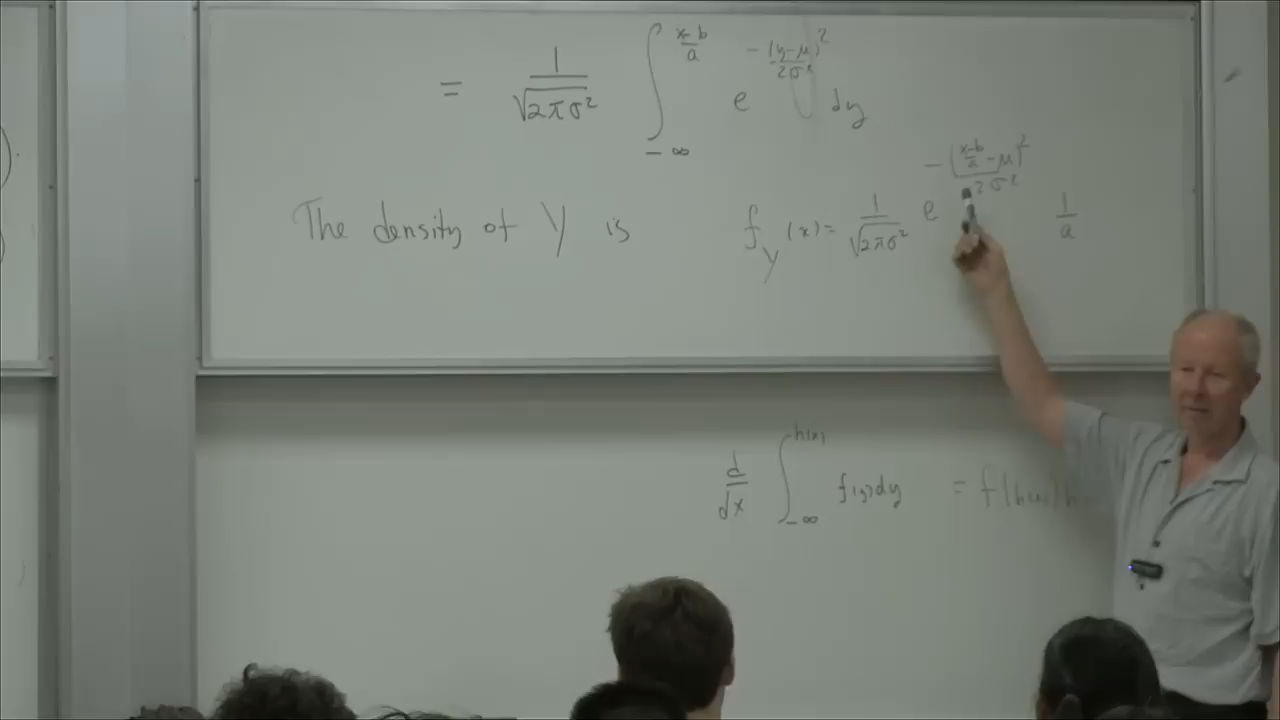 = 1/√(2πσ²) ∫_{-∞}^{(x-b)/a} e^{-(y-μ)²/2σ²} dy
The density of Y is f_Y(x) = 1/√(2πσ²) e^{-((x-b)/a - μ)²/2σ²} 1/a
d/dx ∫_{-∞}^{h(x)} f(y)dy = f(h(x))